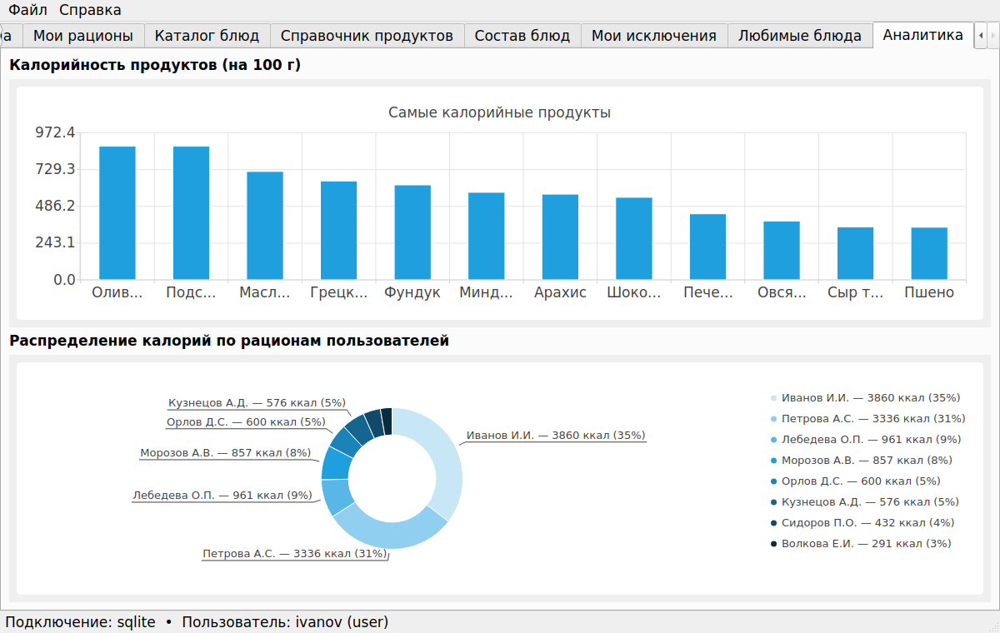 Файл Справка
Мои рационы Каталог блюд Справочник продуктов Состав блюд Мои исключения Любимые блюда Аналитика
Калорийность продуктов (на 100 г)
Самые калорийные продукты
972.4
729.3
486.2
243.1
0.0
Олив... Подс... Масл... Грецк... Фундук Минд... Арахис Шоко... Пече... Овся... Сыр т... Пшено
Распределение калорий по рационам пользователей
Кузнецов А.Д. — 576 ккал (5%)
Орлов Д.С. — 600 ккал (5%)
Иванов И.И. — 3860 ккал (35%)
Морозов А.В. — 857 ккал (8%)
Лебедева О.П. — 961 ккал (9%)
Петрова А.С. — 3336 ккал (31%)
Иванов И.И. — 3860 ккал (35%)
Петрова А.С. — 3336 ккал (31%)
Лебедева О.П. — 961 ккал (9%)
Морозов А.В. — 857 ккал (8%)
Орлов Д.С. — 600 ккал (5%)
Кузнецов А.Д. — 576 ккал (5%)
Сидоров П.О. — 432 ккал (4%)
Волкова Е.И. — 291 ккал (3%)
Подключение: sqlite • Пользователь: ivanov (user)